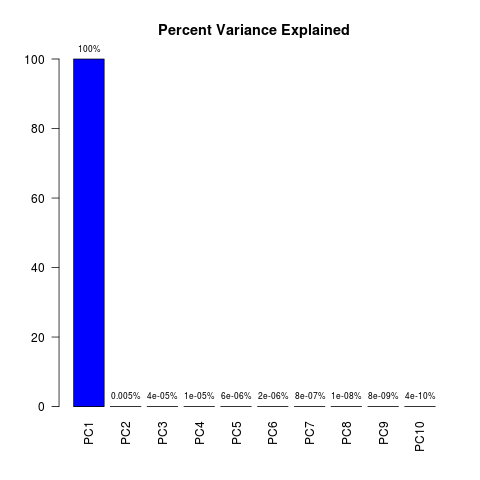 Percent Variance Explained
100%
100
80
60
40
20
0
0.005% 4e-05% 1e-05% 6e-06% 2e-06% 8e-07% 1e-08% 8e-09% 4e-10%
PC1 PC2 PC3 PC4 PC5 PC6 PC7 PC8 PC9 PC10